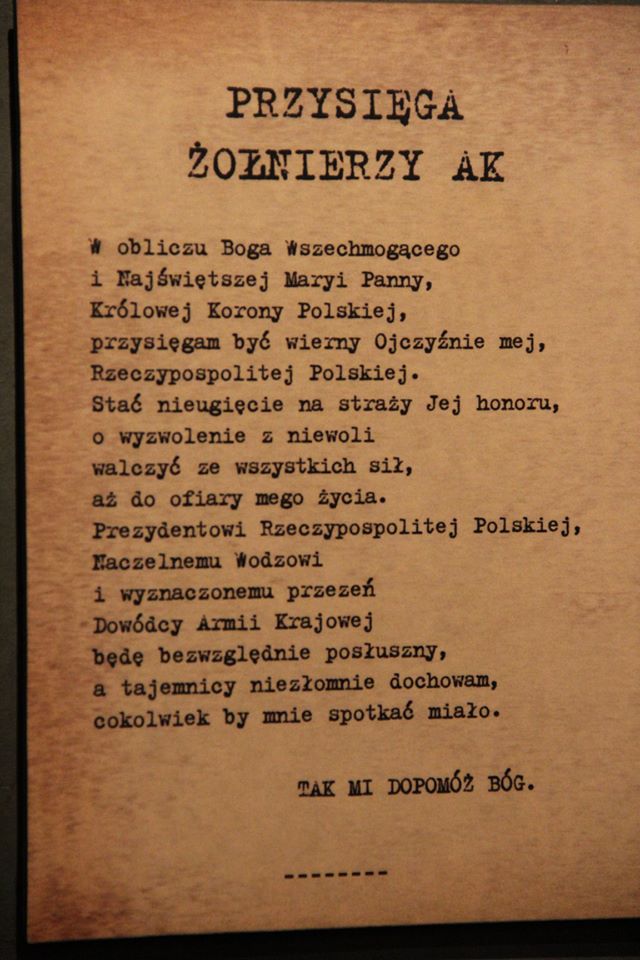 PRZYSIĘGA
ŻOŁNIERZY AK
W obliczu Boga Wszechmogącego
i Najświętszej Maryi Panny,
Królowej Korony Polskiej,
przysięgam być wierny Ojczyźnie mej,
Rzeczypospolitej Polskiej.
Stać nieugięcie na straży Jej honoru,
o wyzwolenie z niewoli
walczyć ze wszystkich sił,
aż do ofiary mego życia.
Prezydentowi Rzeczypospolitej Polskiej,
Naczelnemu Wodzowi
i wyznaczonemu przezeń
Dowódcy Armii Krajowej
będę bezwzględnie posłuszny,
a tajemnicy niezłomnie dochowam,
cokolwiek by mnie spotkać miało.
TAK MI DOPOMÓŻ BÓG.
--------